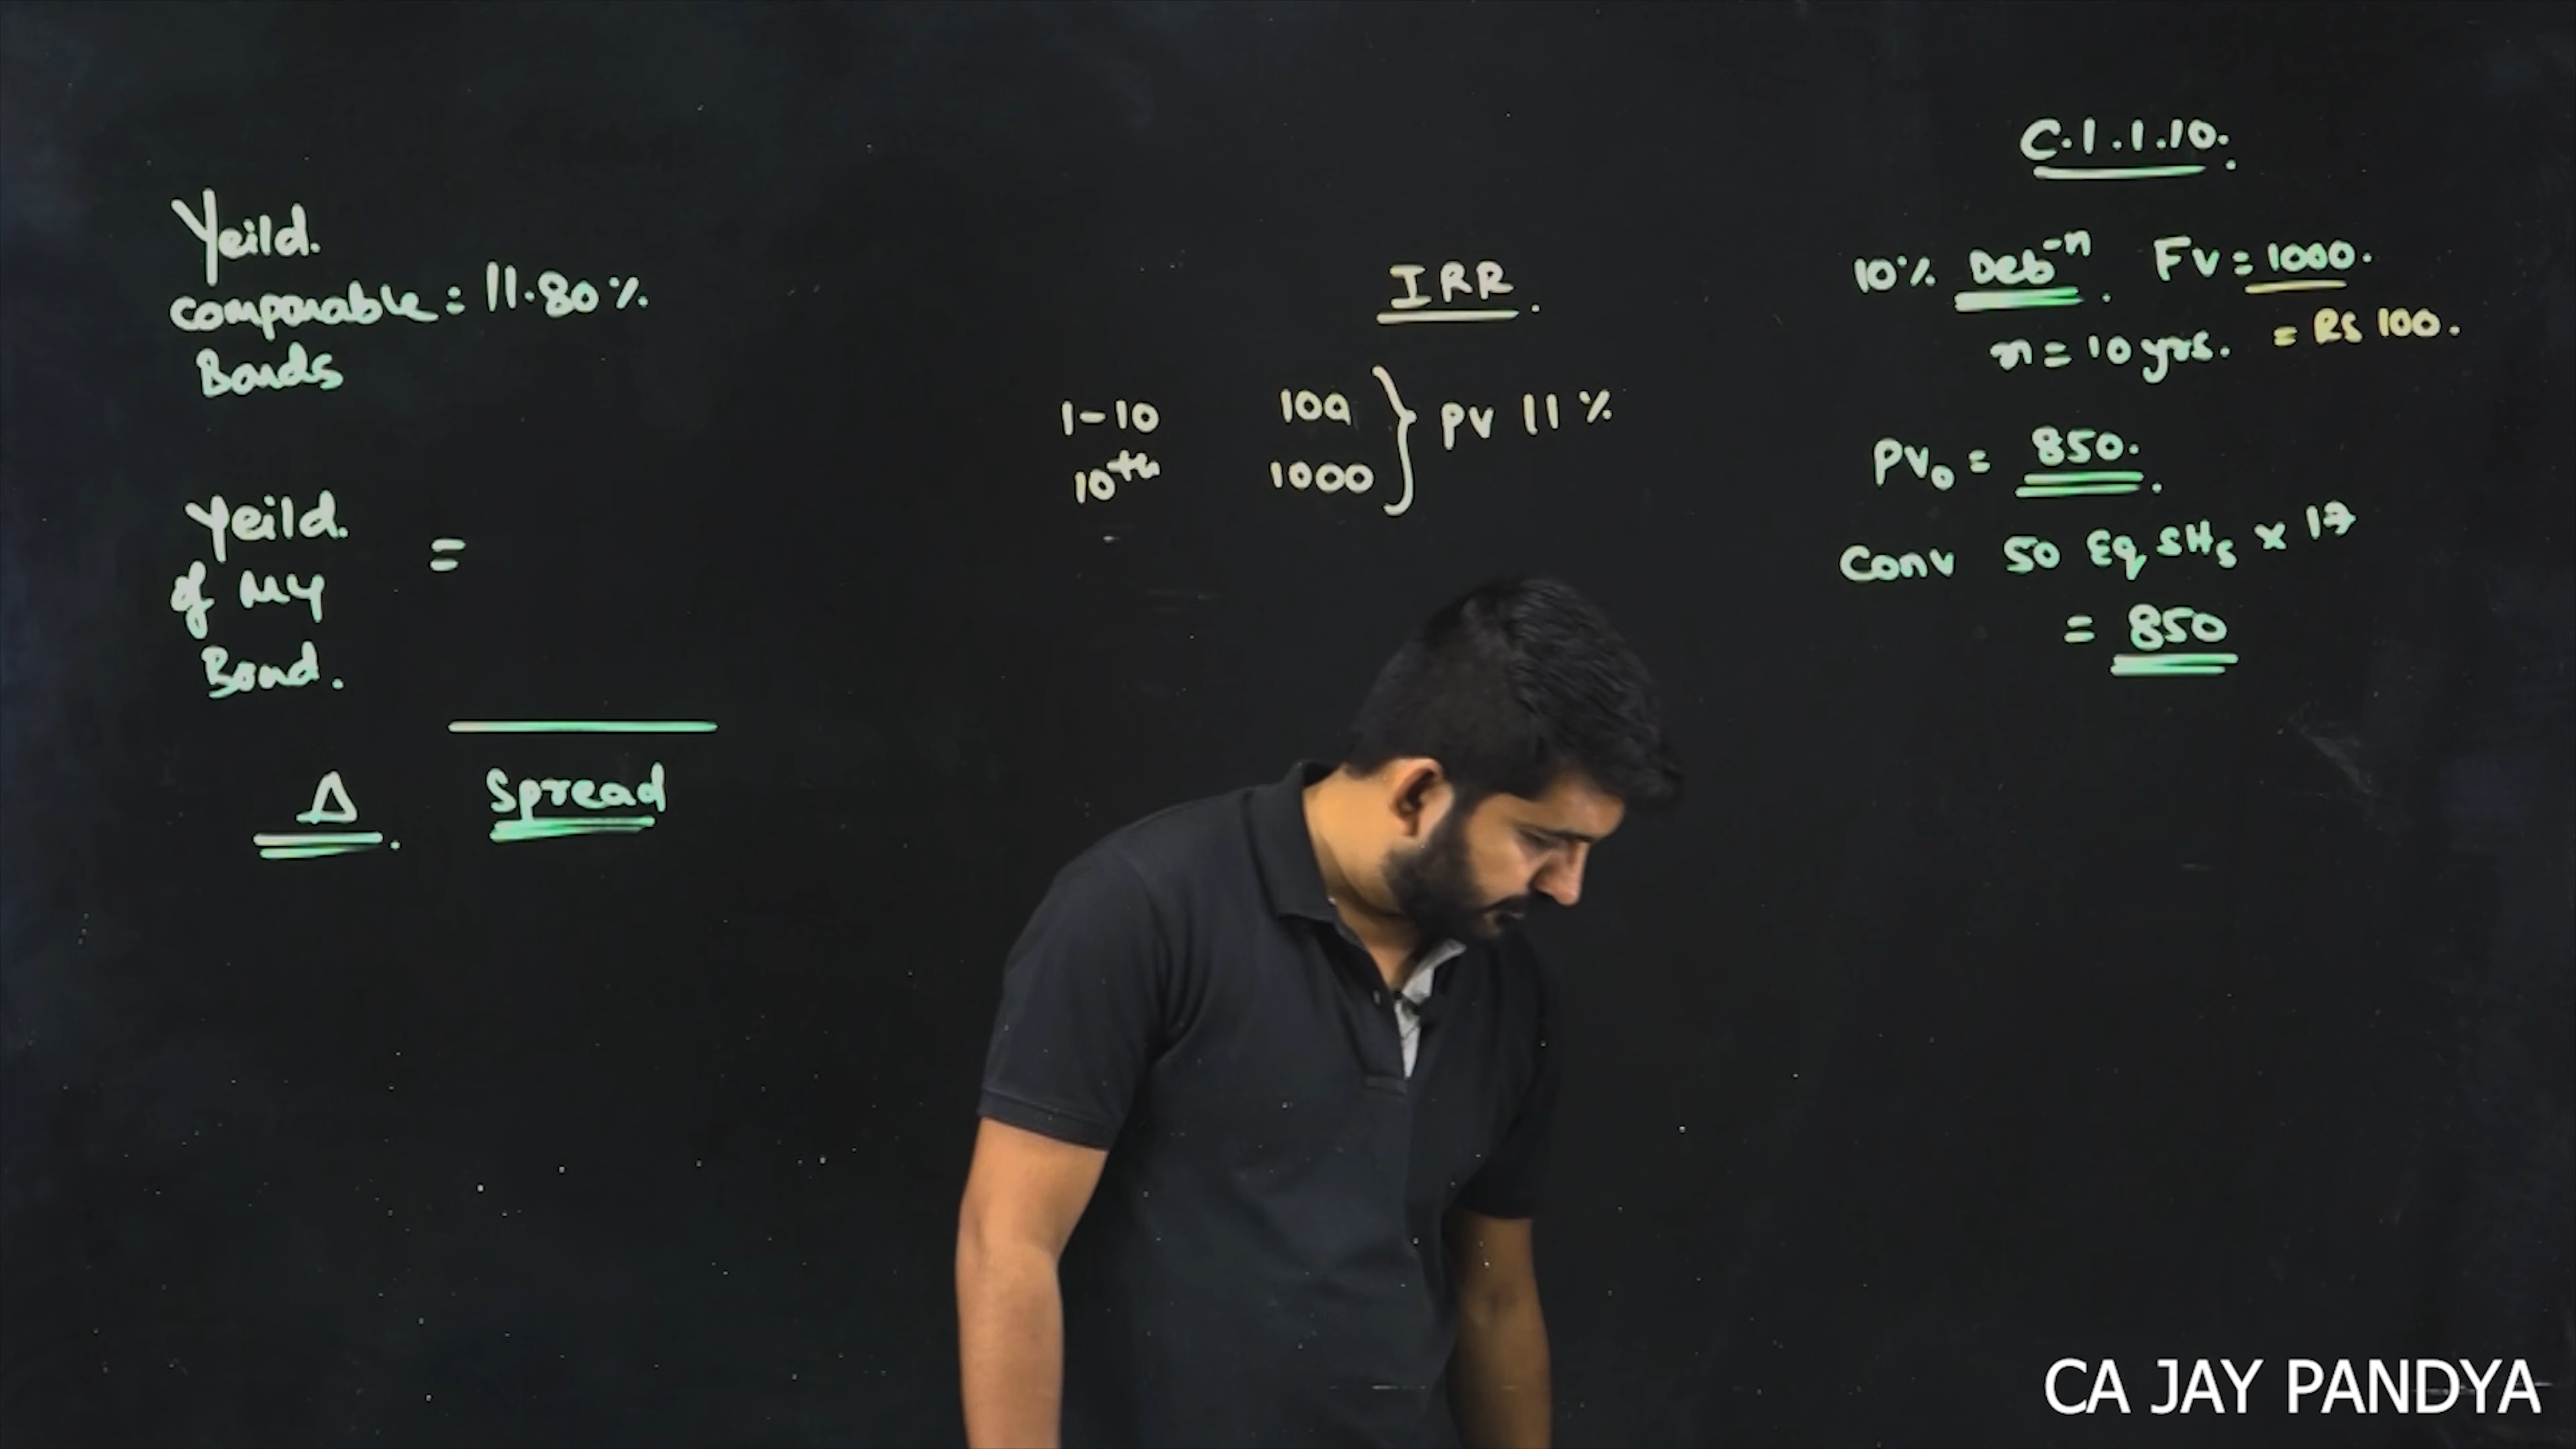 Yeild.
comparable = 11.80%.
Bonds
Yeild.
of My =
Bond.
Δ. Spread
IRR.
1-10 100 } PV 11%
10th 1000
C.1.1.10.
10% Deb-n. FV = 1000.
n = 10 yrs. = RS 100.
PV0 = 850.
Conv 50 Eq SHs x 17
= 850
CA JAY PANDYA